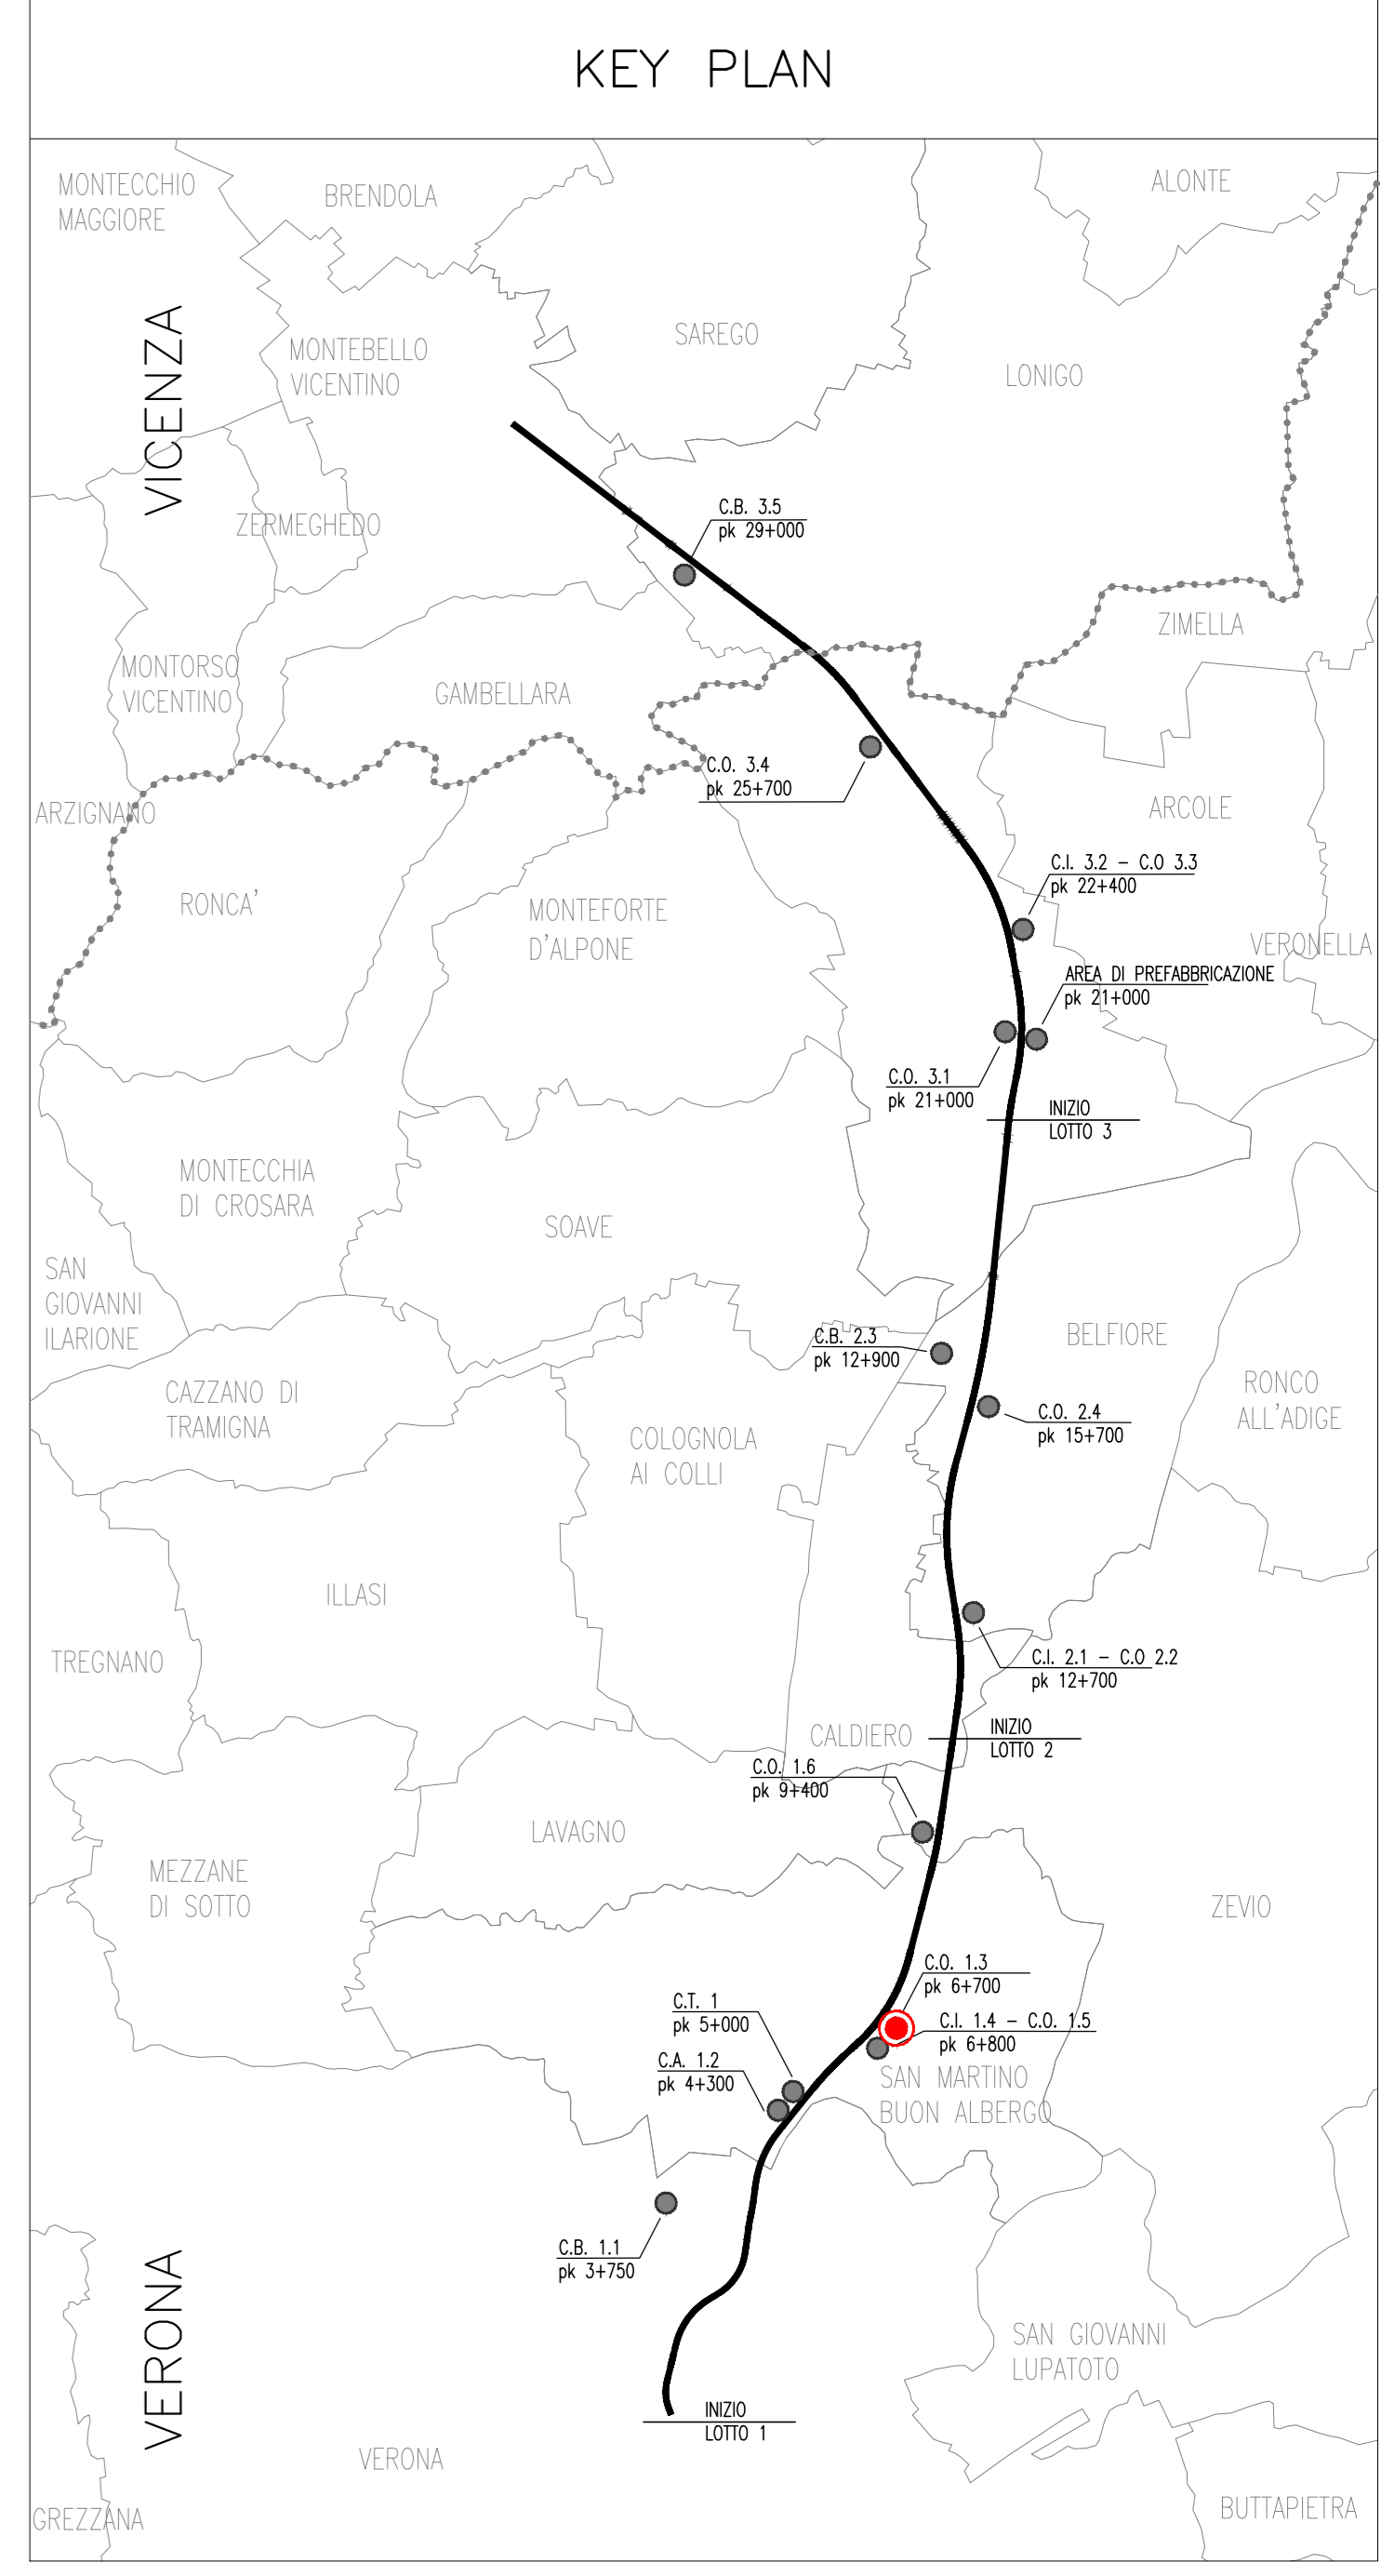 KEY PLAN
MONTECCHIO
MAGGIORE
BRENDOLA
ALONTE
VICENZA
SAREGO
MONTEBELLO
VICENTINO
LONIGO
C.B. 3.5
pk 29+000
ZERMEGHEDO
ZIMELLA
MONTORSO
VICENTINO
GAMBELLARA
C.O. 3.4
pk 25+700
ARZIGNANO
ARCOLE
C.I. 3.2 - C.O 3.3
pk 22+400
RONCA'
MONTEFORTE
D'ALPONE
VERONELLA
AREA DI PREFABBRICAZIONE
pk 21+000
C.O. 3.1
pk 21+000
INIZIO
LOTTO 3
MONTECCHIA
DI CROSARA
SOAVE
SAN
GIOVANNI
ILARIONE
C.B. 2.3
pk 12+900
BELFIORE
CAZZANO DI
TRAMIGNA
RONCO
ALL'ADIGE
C.O. 2.4
pk 15+700
COLOGNOLA
AI COLLI
ILLASI
TREGNANO
C.I. 2.1 - C.O 2.2
pk 12+700
CALDIERO
INIZIO
LOTTO 2
C.O. 1.6
pk 9+400
LAVAGNO
MEZZANE
DI SOTTO
ZEVIO
C.O. 1.3
pk 6+700
C.T. 1
pk 5+000
C.I. 1.4 - C.O. 1.5
pk 6+800
C.A. 1.2
pk 4+300
SAN MARTINO
BUON ALBERGO
C.B. 1.1
pk 3+750
VERONA
SAN GIOVANNI
LUPATOTO
INIZIO
LOTTO 1
VERONA
GREZZANA
BUTTAPIETRA